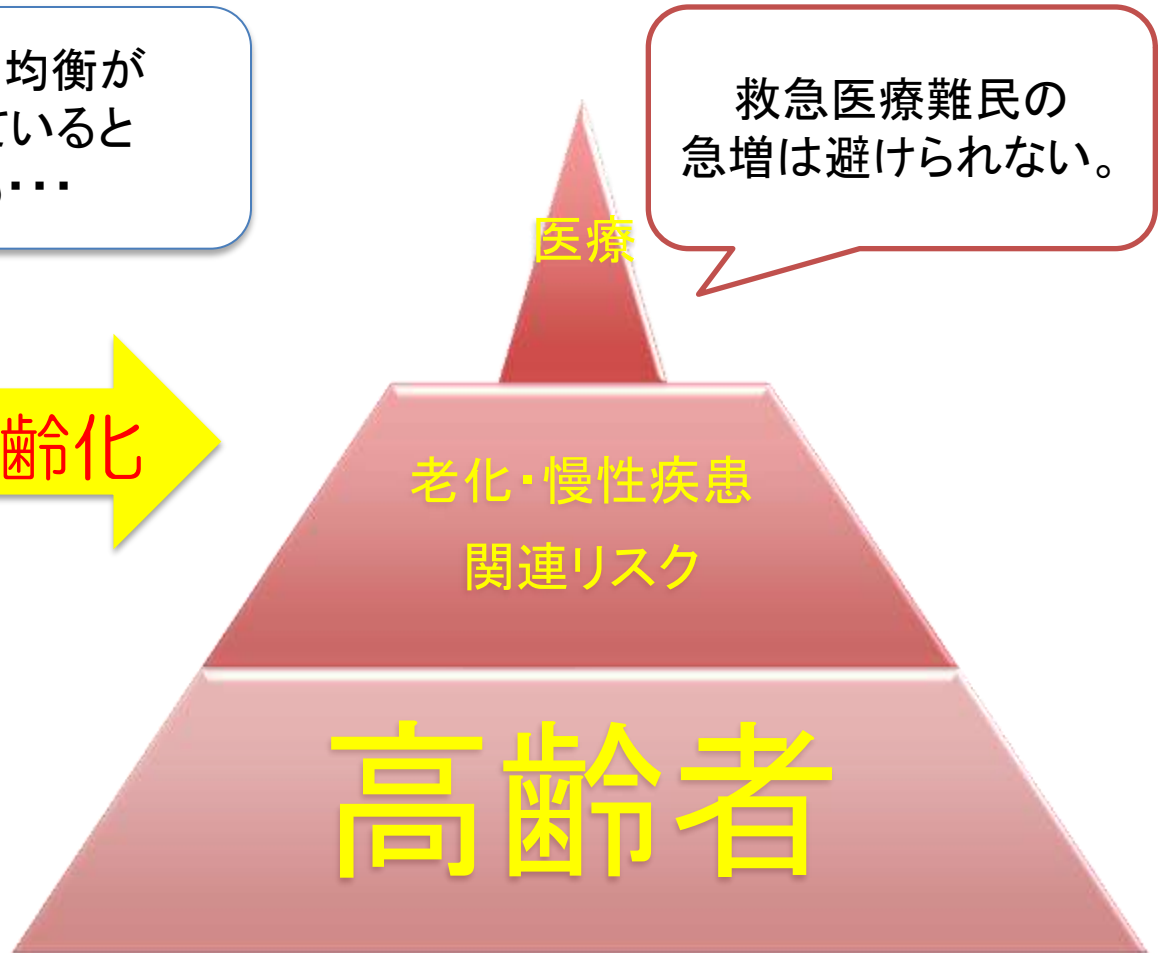 均衡が
ていると
・・・
救急医療難民の
急増は避けられない。
医療
齢化
老化・慢性疾患
関連リスク
高齢者